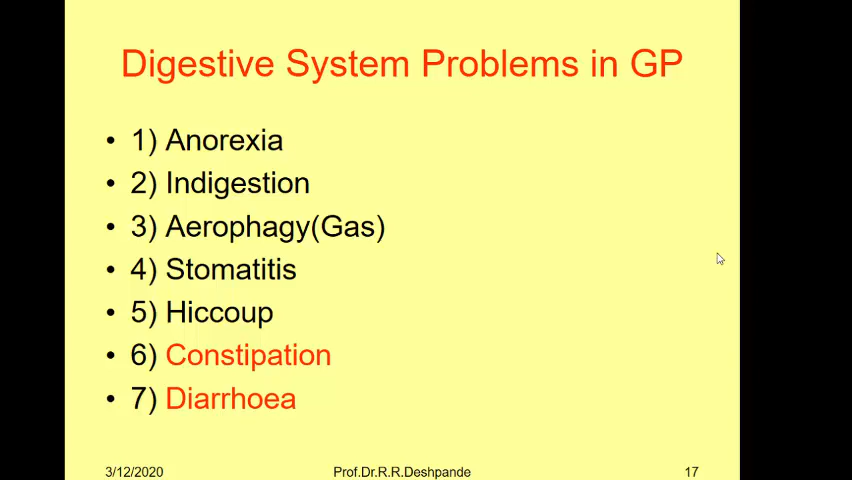 Digestive System Problems in GP
• 1) Anorexia
• 2) Indigestion
• 3) Aerophagy(Gas)
• 4) Stomatitis
• 5) Hiccoup
• 6) Constipation
• 7) Diarrhoea
3/12/2020 Prof.Dr.R.R.Deshpande 17